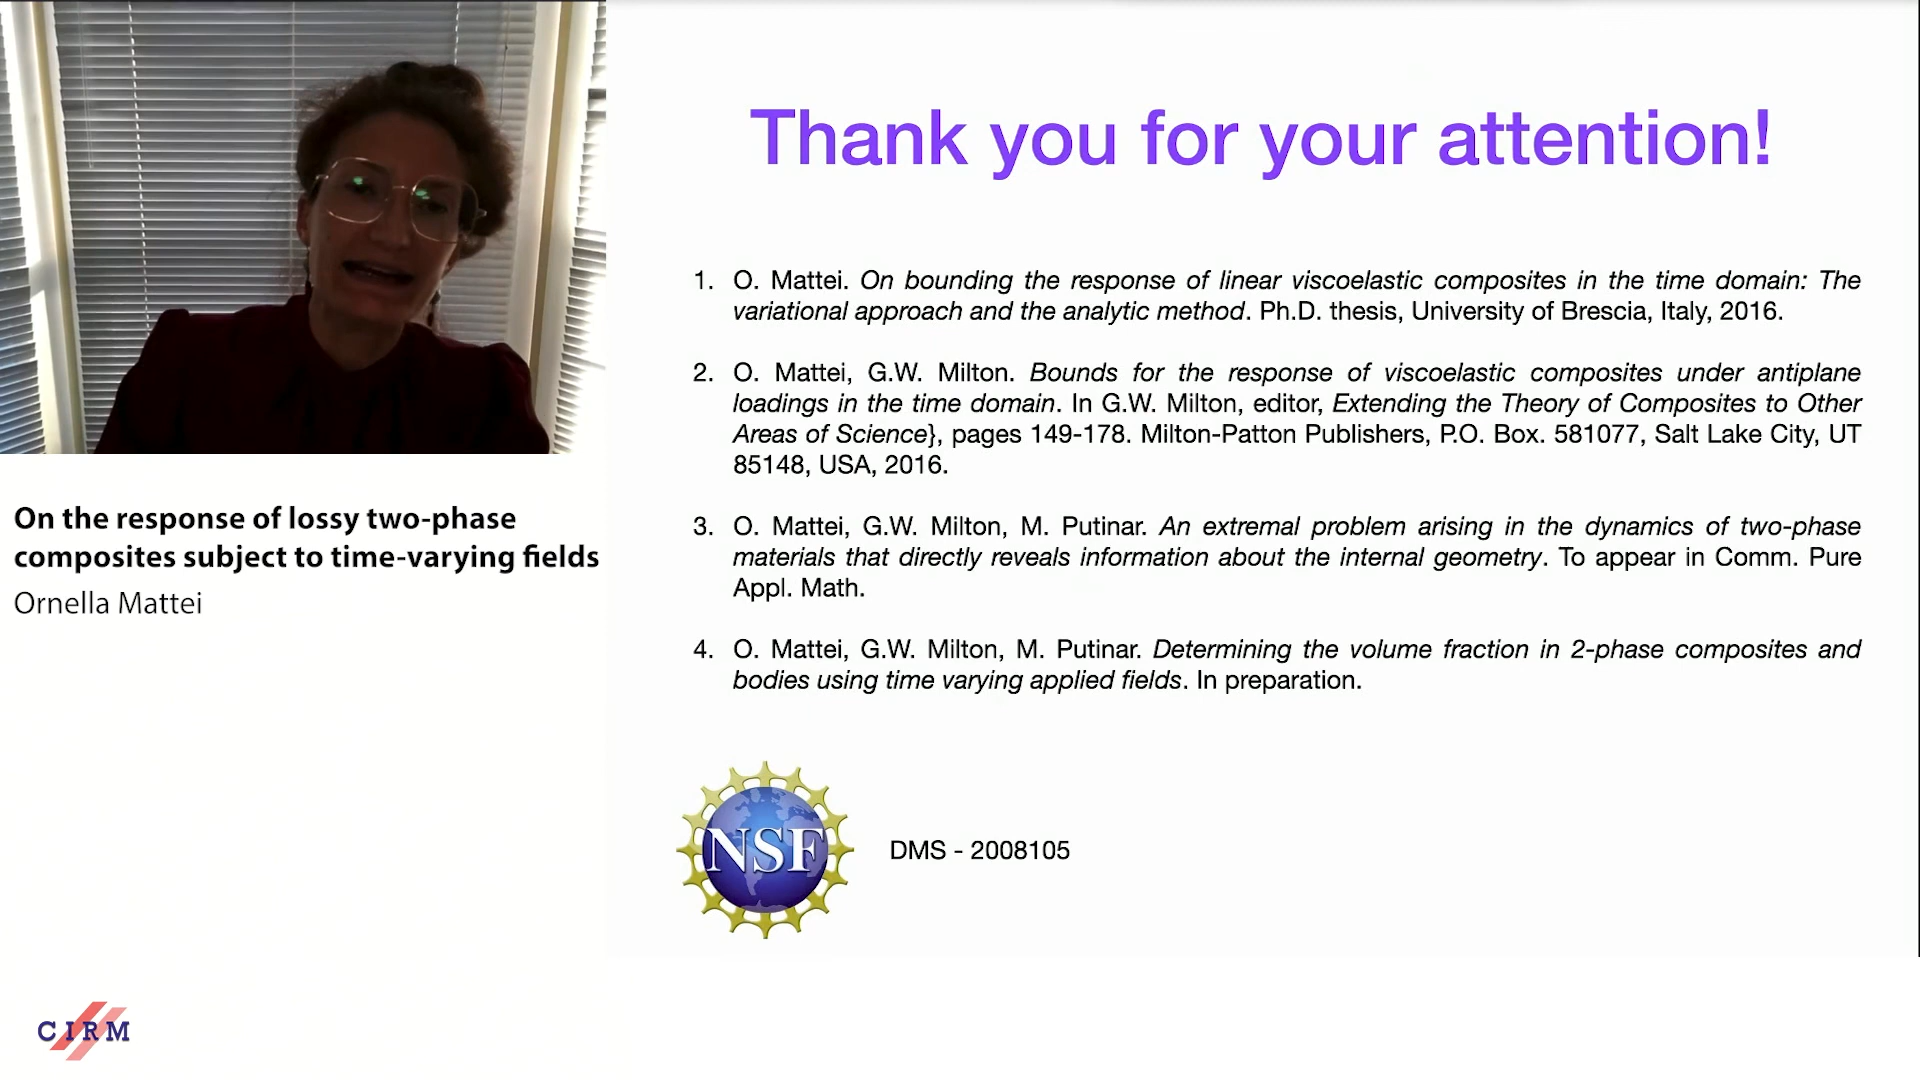 Thank you for your attention!
1. O. Mattei. On bounding the response of linear viscoelastic composites in the time domain: The
variational approach and the analytic method. Ph.D. thesis, University of Brescia, Italy, 2016.
2. O. Mattei, G.W. Milton. Bounds for the response of viscoelastic composites under antiplane
loadings in the time domain. In G.W. Milton, editor, Extending the Theory of Composites to Other
Areas of Science}, pages 149-178. Milton-Patton Publishers, P.O. Box. 581077, Salt Lake City, UT
85148, USA, 2016.
3. O. Mattei, G.W. Milton, M. Putinar. An extremal problem arising in the dynamics of two-phase
materials that directly reveals information about the internal geometry. To appear in Comm. Pure
Appl. Math.
4. O. Mattei, G.W. Milton, M. Putinar. Determining the volume fraction in 2-phase composites and
bodies using time varying applied fields. In preparation.
NSF
DMS - 2008105
On the response of lossy two-phase
composites subject to time-varying fields
Ornella Mattei
CIRM